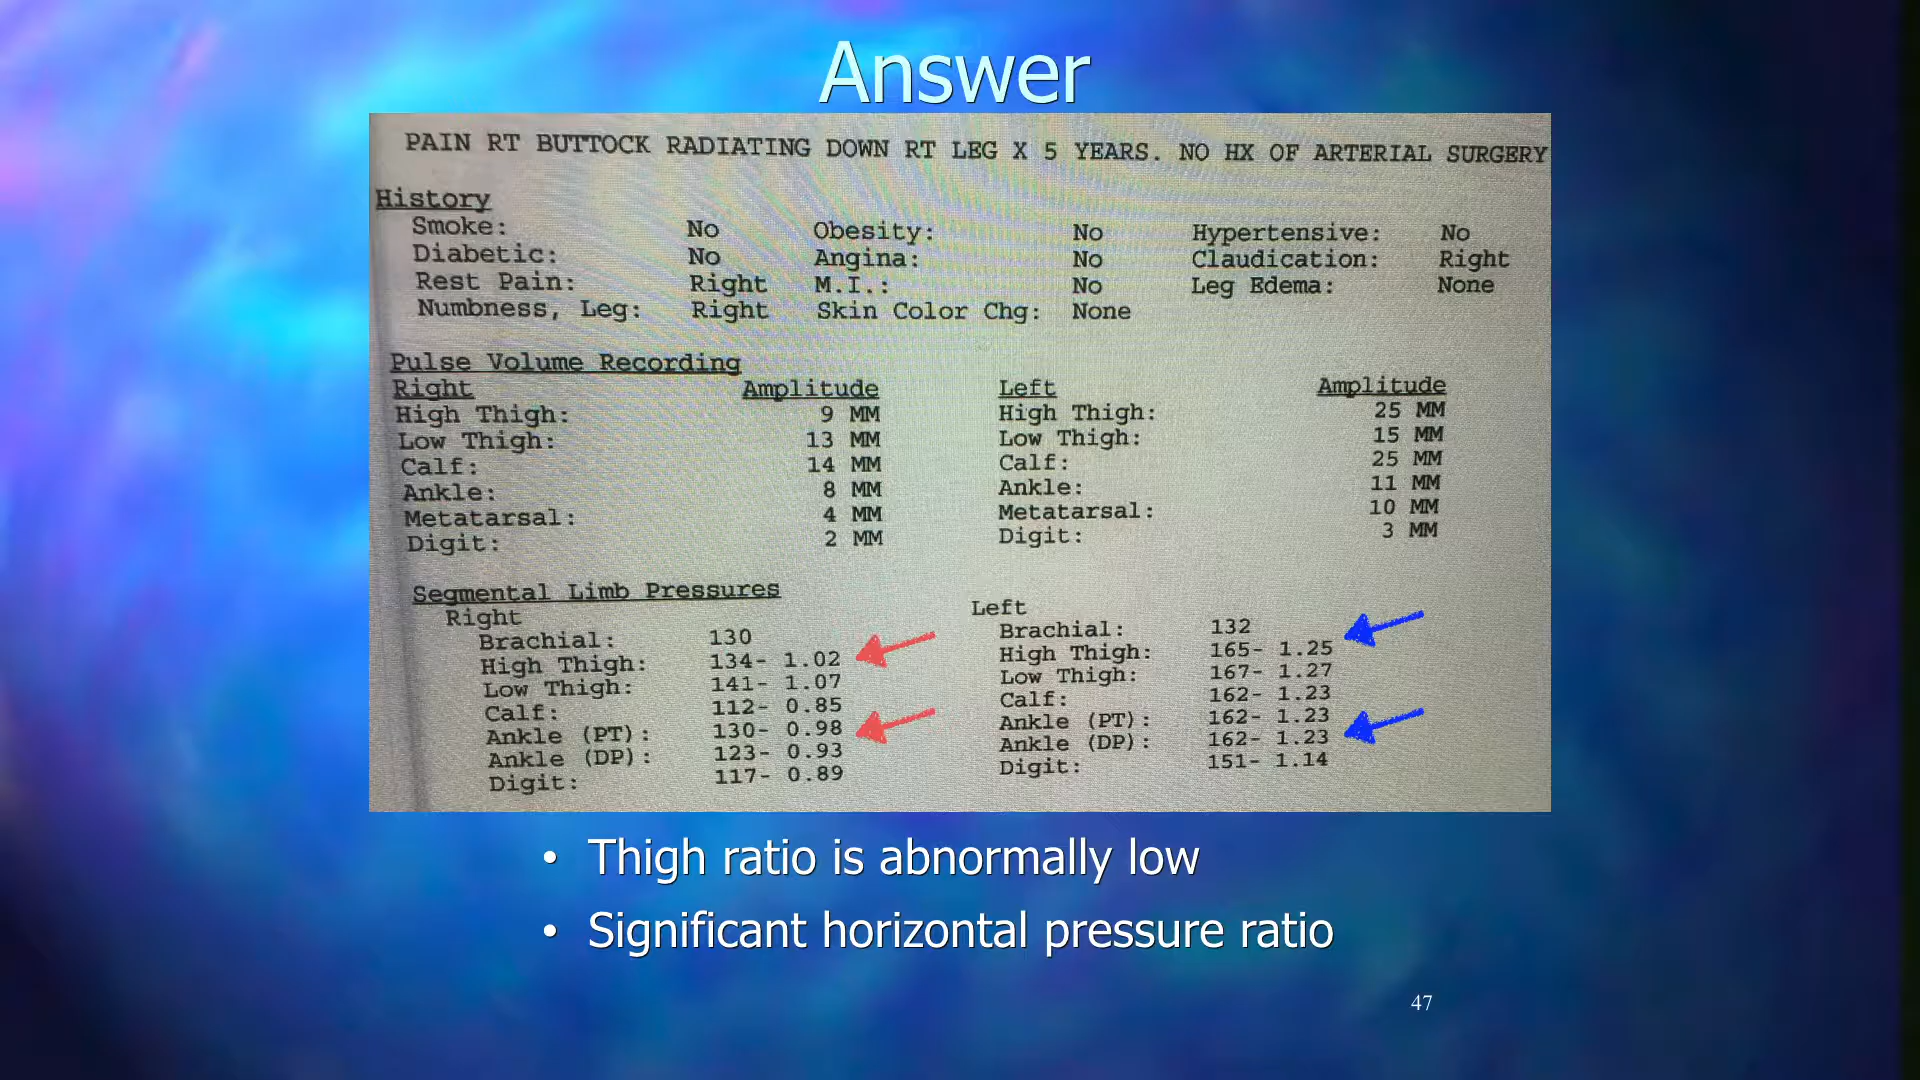 Answer
PAIN RT BUTTOCK RADIATING DOWN RT LEG X 5 YEARS. NO HX OF ARTERIAL SURGERY
History
Smoke: No Obesity: No Hypertensive: No
Diabetic: No Angina: No Claudication: Right
Rest Pain: Right M.I.: No Leg Edema: None
Numbness, Leg: Right Skin Color Chg: None
Pulse Volume Recording
Right Amplitude Left Amplitude
High Thigh: 9 MM High Thigh: 25 MM
Low Thigh: 13 MM Low Thigh: 15 MM
Calf: 14 MM Calf: 25 MM
Ankle: 8 MM Ankle: 11 MM
Metatarsal: 4 MM Metatarsal: 10 MM
Digit: 2 MM Digit: 3 MM
Segmental Limb Pressures
Right Left
Brachial: 130 Brachial: 132
High Thigh: 134- 1.02 High Thigh: 165- 1.25
Low Thigh: 141- 1.07 Low Thigh: 167- 1.27
Calf: 112- 0.85 Calf: 162- 1.23
Ankle (PT): 130- 0.98 Ankle (PT): 162- 1.23
Ankle (DP): 123- 0.93 Ankle (DP): 162- 1.23
Digit: 117- 0.89 Digit: 151- 1.14
• Thigh ratio is abnormally low
• Significant horizontal pressure ratio
47